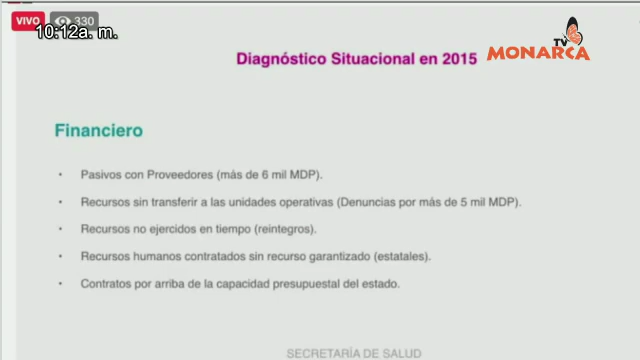 VIVO 330
10:12a. m.
TV
MONARCA
Diagnóstico Situacional en 2015
Financiero
• Pasivos con Proveedores (más de 6 mil MDP).
• Recursos sin transferir a las unidades operativas (Denuncias por más de 5 mil MDP).
• Recursos no ejercidos en tiempo (reintegros).
• Recursos humanos contratados sin recurso garantizado (estatales).
• Contratos por arriba de la capacidad presupuestal del estado.
SECRETARÍA DE SALUD